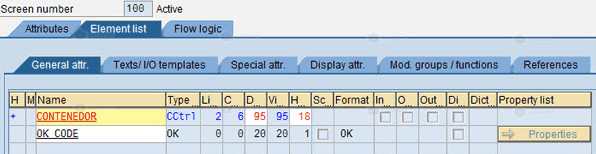 Screen number 100 Active
Attributes Element list Flow logic
General attr. Texts/ I/O templates Special attr. Display attr. Mod. groups / functions References
H M Name Type... Li... C... D... Vi... H... Sc... Format In... O... Out Di... Dict... Property list
+ CONTENEDOR CCtrl 2 6 95 95 18
OK_CODE OK 0 0 20 20 1 OK Properties